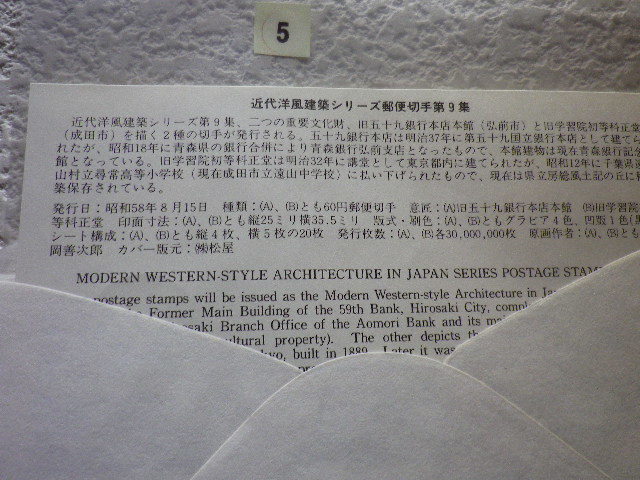 5
近代洋風建築シリーズ郵便切手第9集
近代洋風建築シリーズ第9集、二つの重要文化財、旧五十九銀行本店本館（弘前市）と旧学習院初等科正堂
（成田市）を描く2種の切手が発行される。五十九銀行は明治37年に第五十九国立銀行本店として建てら
れたが、昭和18年に青森県の銀行合併により青森銀行弘前支店となったもので、本館建物は現在青森銀行記念
館となっている。旧学習院初等科正堂は明治32年に講堂として東京都内に建てられたが、昭和12年に千葉県
山村立尋常高等小学校（現在成田市立遠山中学校）に払い下げられたもので、現在は県立房総風土記の丘に
築保存されている。
発行日：昭和58年8月15日 種類：(A)、(B)とも60円郵便切手 意匠：(A)旧五十九銀行本店本館 (B)旧学習院
等科正堂 印面寸法：(A)、(B)とも縦25ミリ横35.5ミリ 版式・刷色：(A)、(B)ともグラビア4色、凹版1色
シート構成：(A)、(B)とも縦4枚、横5枚の20枚 発行枚数：(A)、(B)各30,000,000枚 原画作者：(A)、(B)とも
岡善次郎 カバー版元：㈱松屋
MODERN WESTERN-STYLE ARCHITECTURE IN JAPAN SERIES POSTAGE STAM
postage stamps will be issued as the Modern Western-style Architecture in Jap
Former Main Building of the 59th Bank, Hirosaki City, compl
saki Branch Office of the Aomori Bank and its mai
ultural property). The other depicts th
kyo, built in 1889. Later it was